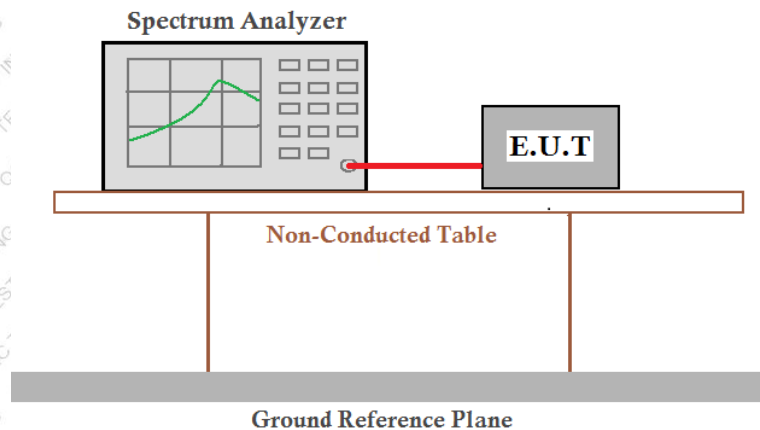 Spectrum Analyzer
E.U.T
Non-Conducted Table
Ground Reference Plane